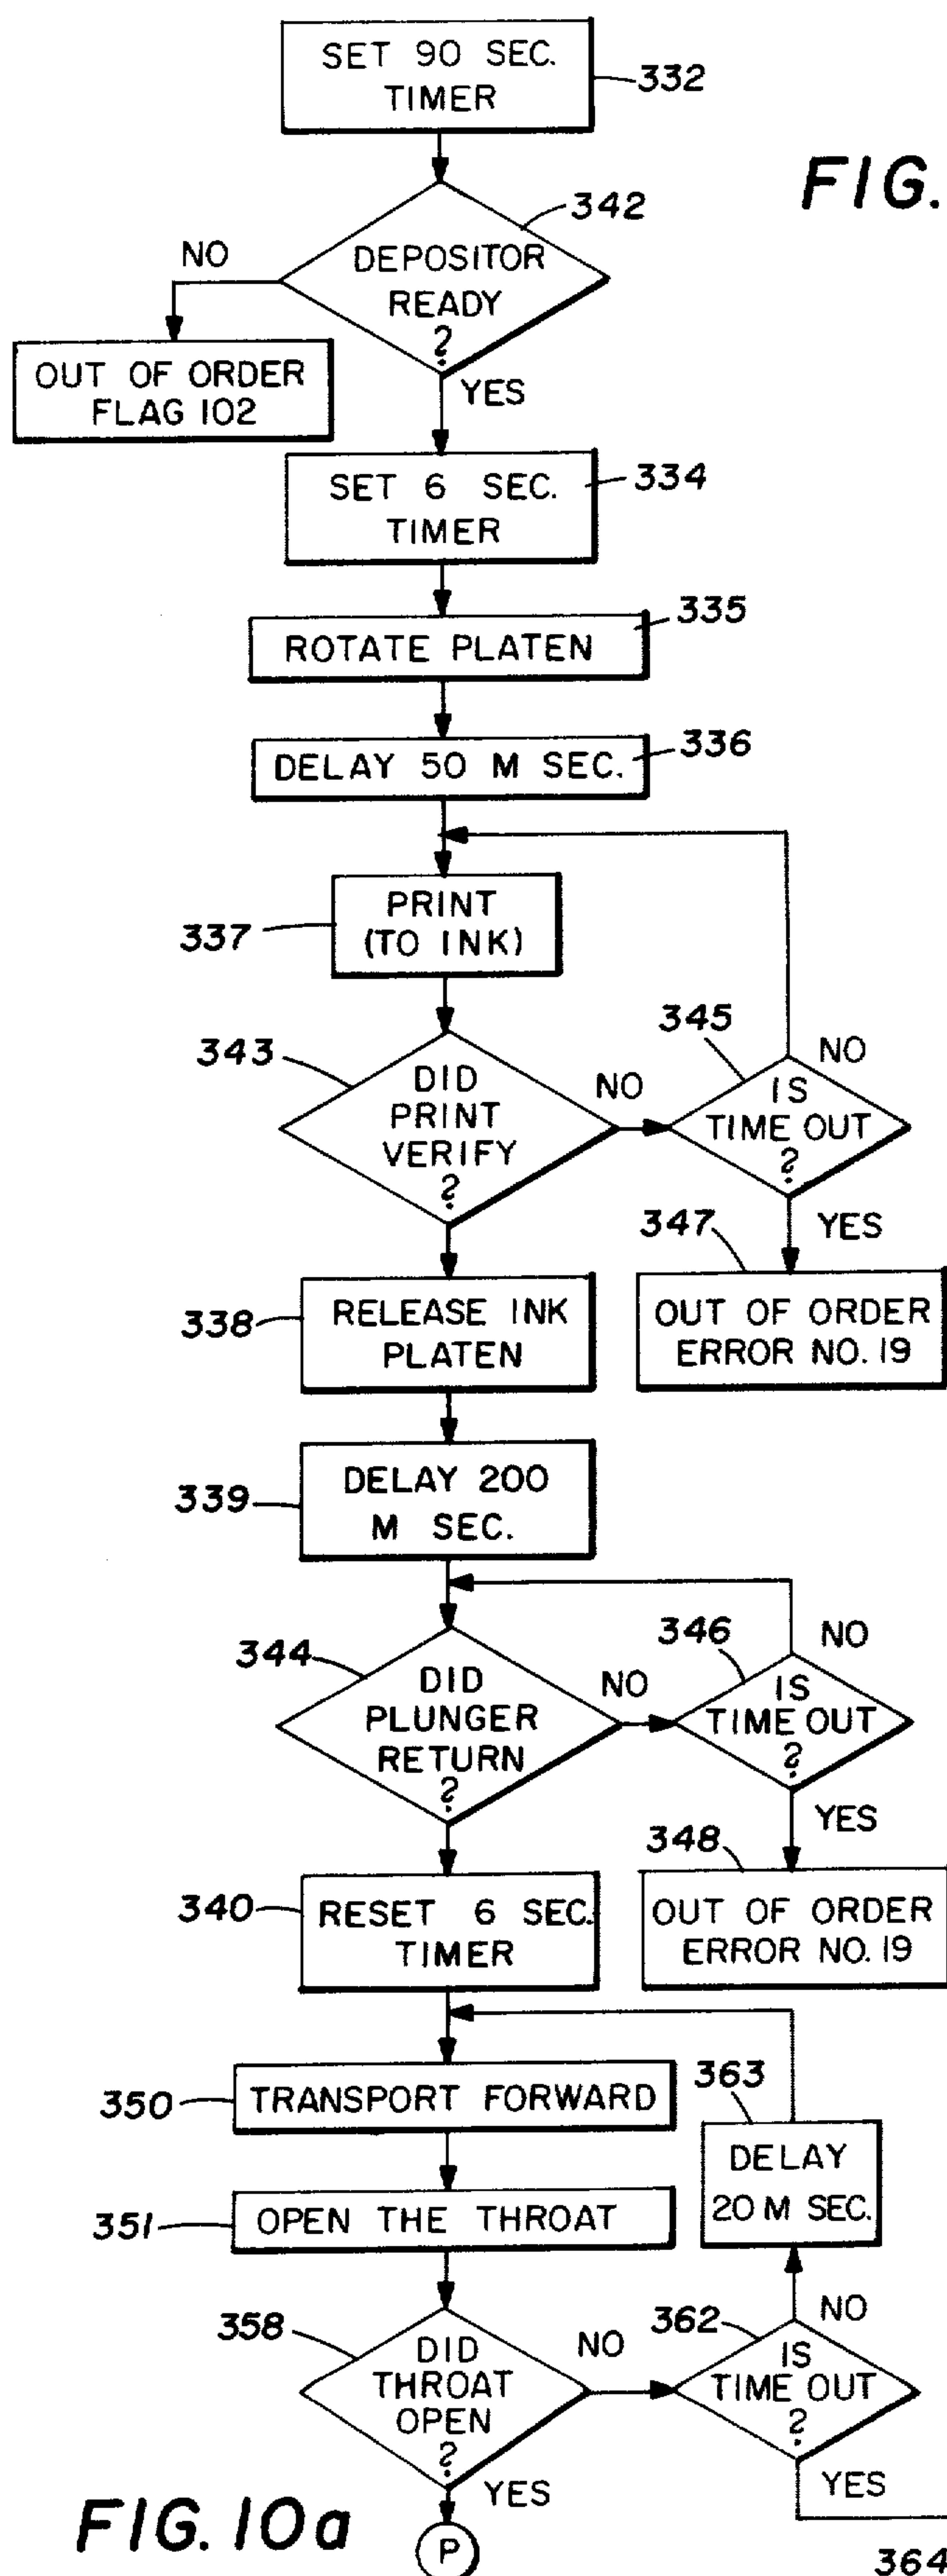 SET 90 SEC.
TIMER
332
FIG.
342
NO
DEPOSITOR
READY
?
OUT OF ORDER
FLAG 102
YES
SET 6 SEC.
TIMER
334
335
ROTATE PLATEN
336
DELAY 50 M SEC.
PRINT
(TO INK)
337
345
343
NO
DID
PRINT
VERIFY
?
NO
IS
TIME OUT
?
347
YES
338
RELEASE INK
PLATEN
OUT OF ORDER
ERROR NO. 19
339
DELAY 200
M SEC.
346
NO
344
DID
PLUNGER
RETURN
?
NO
IS
TIME OUT
?
YES
348
340
RESET 6 SEC.
TIMER
OUT OF ORDER
ERROR NO. 19
363
350
TRANSPORT FORWARD
DELAY
20 M SEC.
351
OPEN THE THROAT
NO
358
362
DID
THROAT
OPEN
?
NO
IS
TIME OUT
?
YES
YES
FIG. 10a
P
364